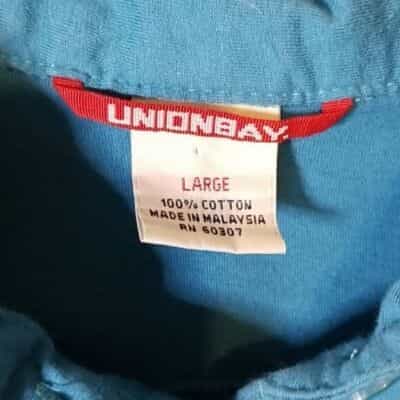 UNIONBAY
LARGE
100% COTTON
MADE IN MALAYSIA
RN 60307